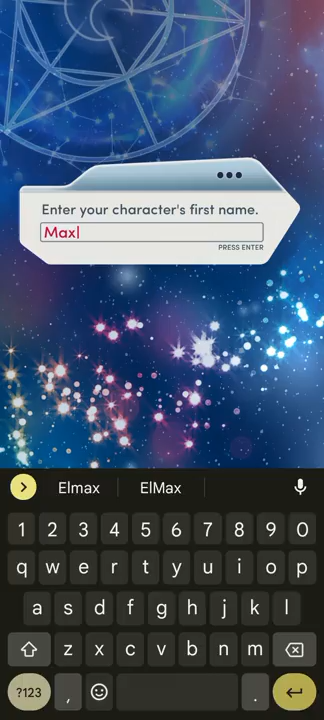 Enter your character's first name.
Max
PRESS ENTER
Elmax ElMax
1 2 3 4 5 6 7 8 9 0
q w e r t y u i o p
a s d f g h j k l
z x c v b n m
?123 , .